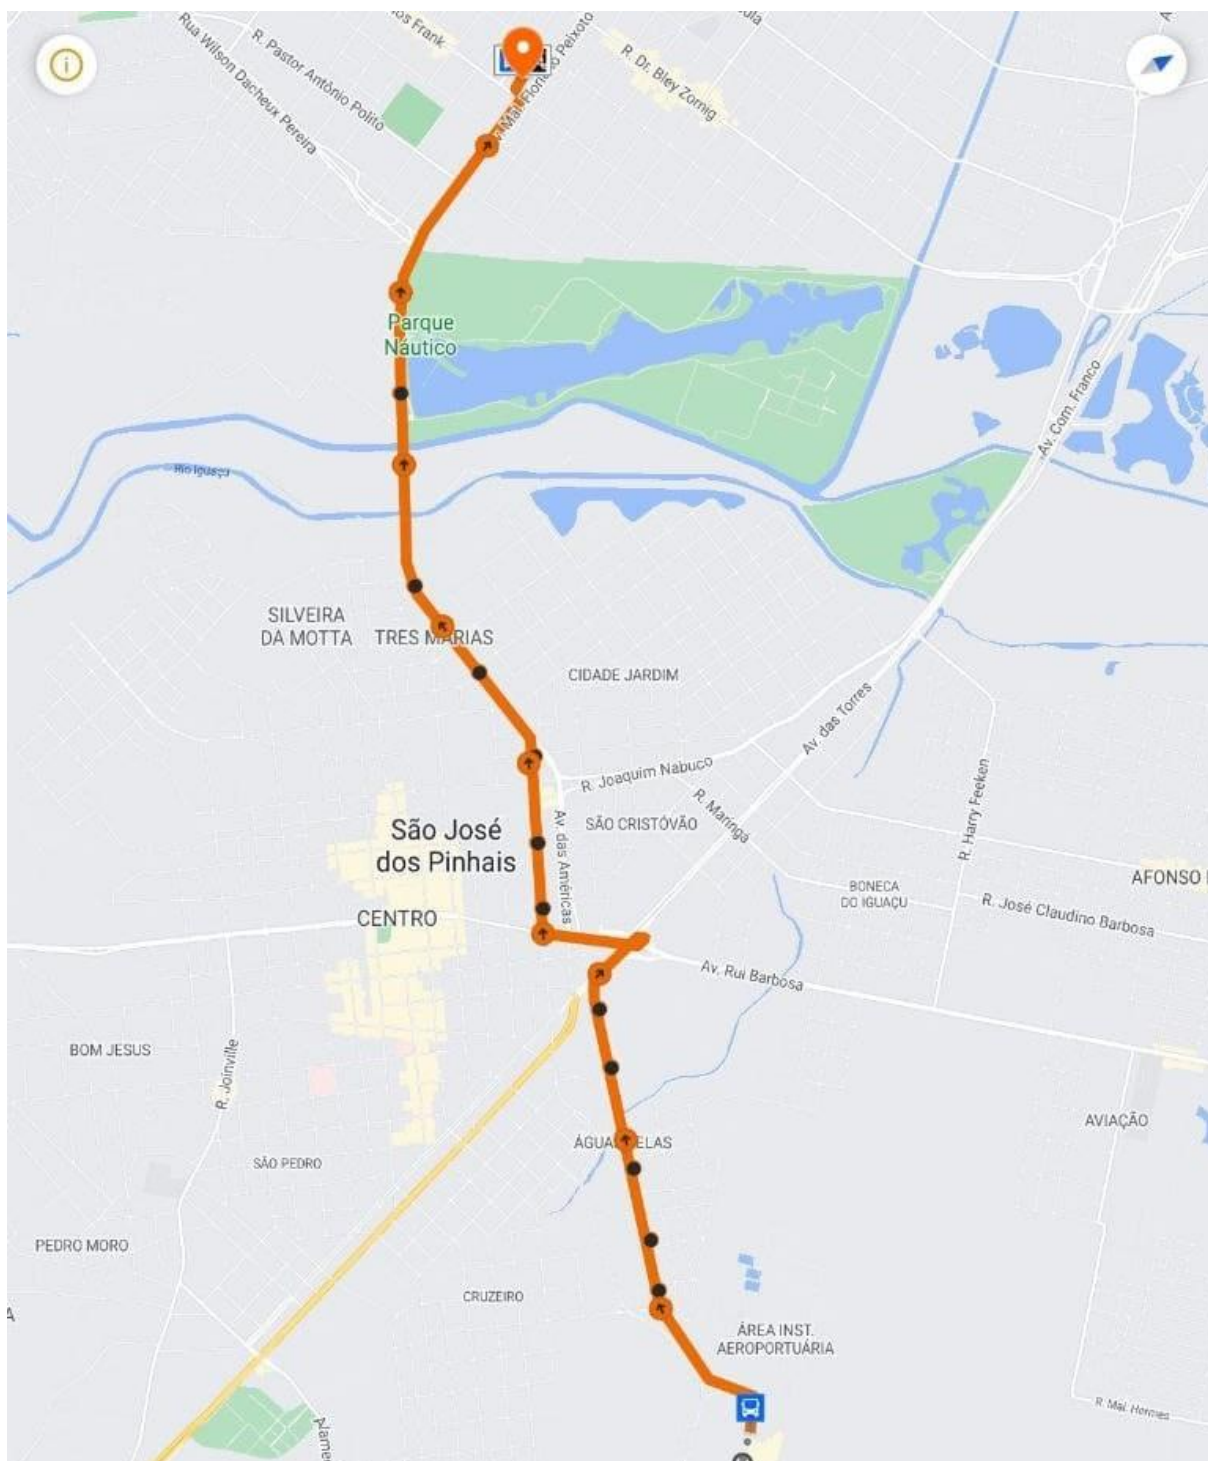 os Frank.
R. Pastor Antônio Polito
Rua Wilson Dacheux Pereira
Peixoto
R. Dr. Bley Zornig
Mal.
Parque
Náutico
Av. Com. Franco
Rio Iguaçu
SILVEIRA
DA MOTTA
TRES MARIAS
CIDADE JARDIM
Av. das Torres
R. Joaquim Nabuco
R. Maringá
R. Harry Feeken
São José
dos Pinhais
Av. das Américas
SÃO CRISTÓVÃO
BONECA
DO IGUAÇU
AFONSO
R. José Claudino Barbosa
CENTRO
Av. Rui Barbosa
BOM JESUS
R. Joinville
AVIAÇÃO
ÁGUA ELAS
SÃO PEDRO
PEDRO MORO
CRUZEIRO
ÁREA INST.
AEROPORTUÁRIA
R. Mal. Hermes
Alame